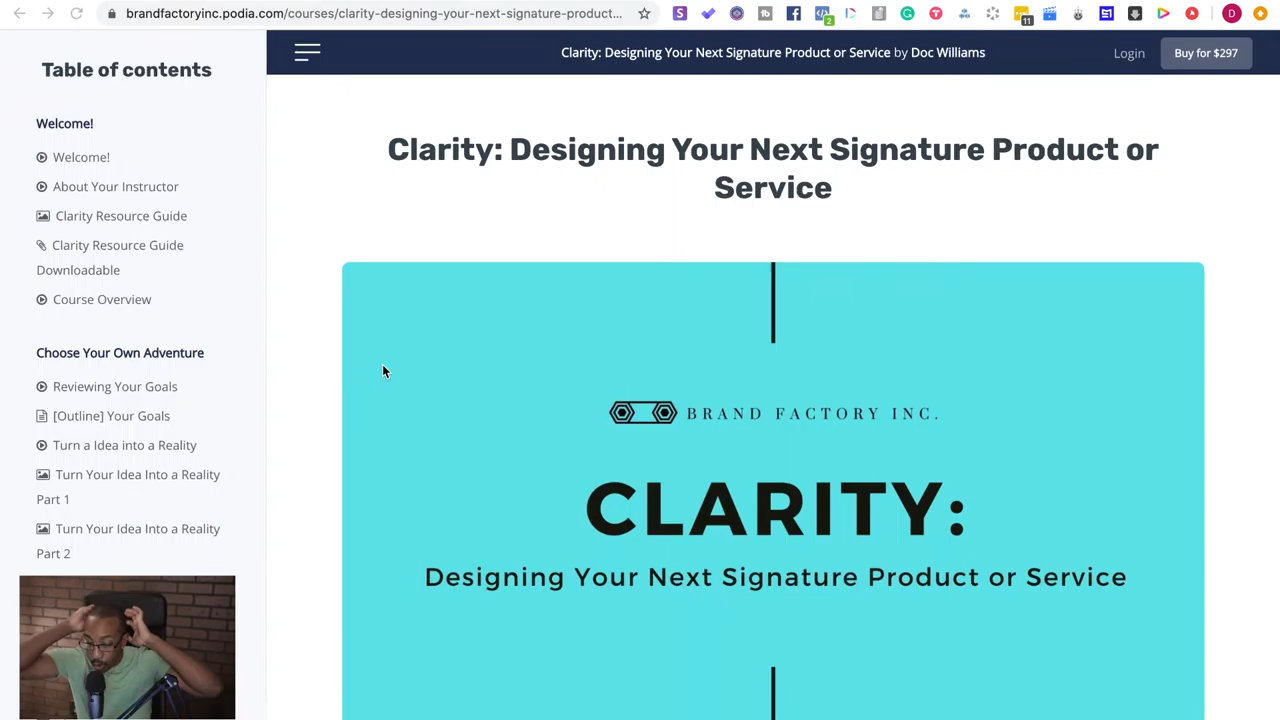 brandfactoryinc.podia.com/courses/clarity-designing-your-next-signature-product...
2
11
D
Table of contents
Welcome!
Welcome!
About Your Instructor
Clarity Resource Guide
Clarity Resource Guide
Downloadable
Course Overview
Choose Your Own Adventure
Reviewing Your Goals
[Outline] Your Goals
Turn a Idea into a Reality
Turn Your Idea Into a Reality
Part 1
Turn Your Idea Into a Reality
Part 2
Clarity: Designing Your Next Signature Product or Service by Doc Williams
Login
Buy for $297
Clarity: Designing Your Next Signature Product or
Service
BRAND FACTORY INC.
CLARITY:
Designing Your Next Signature Product or Service